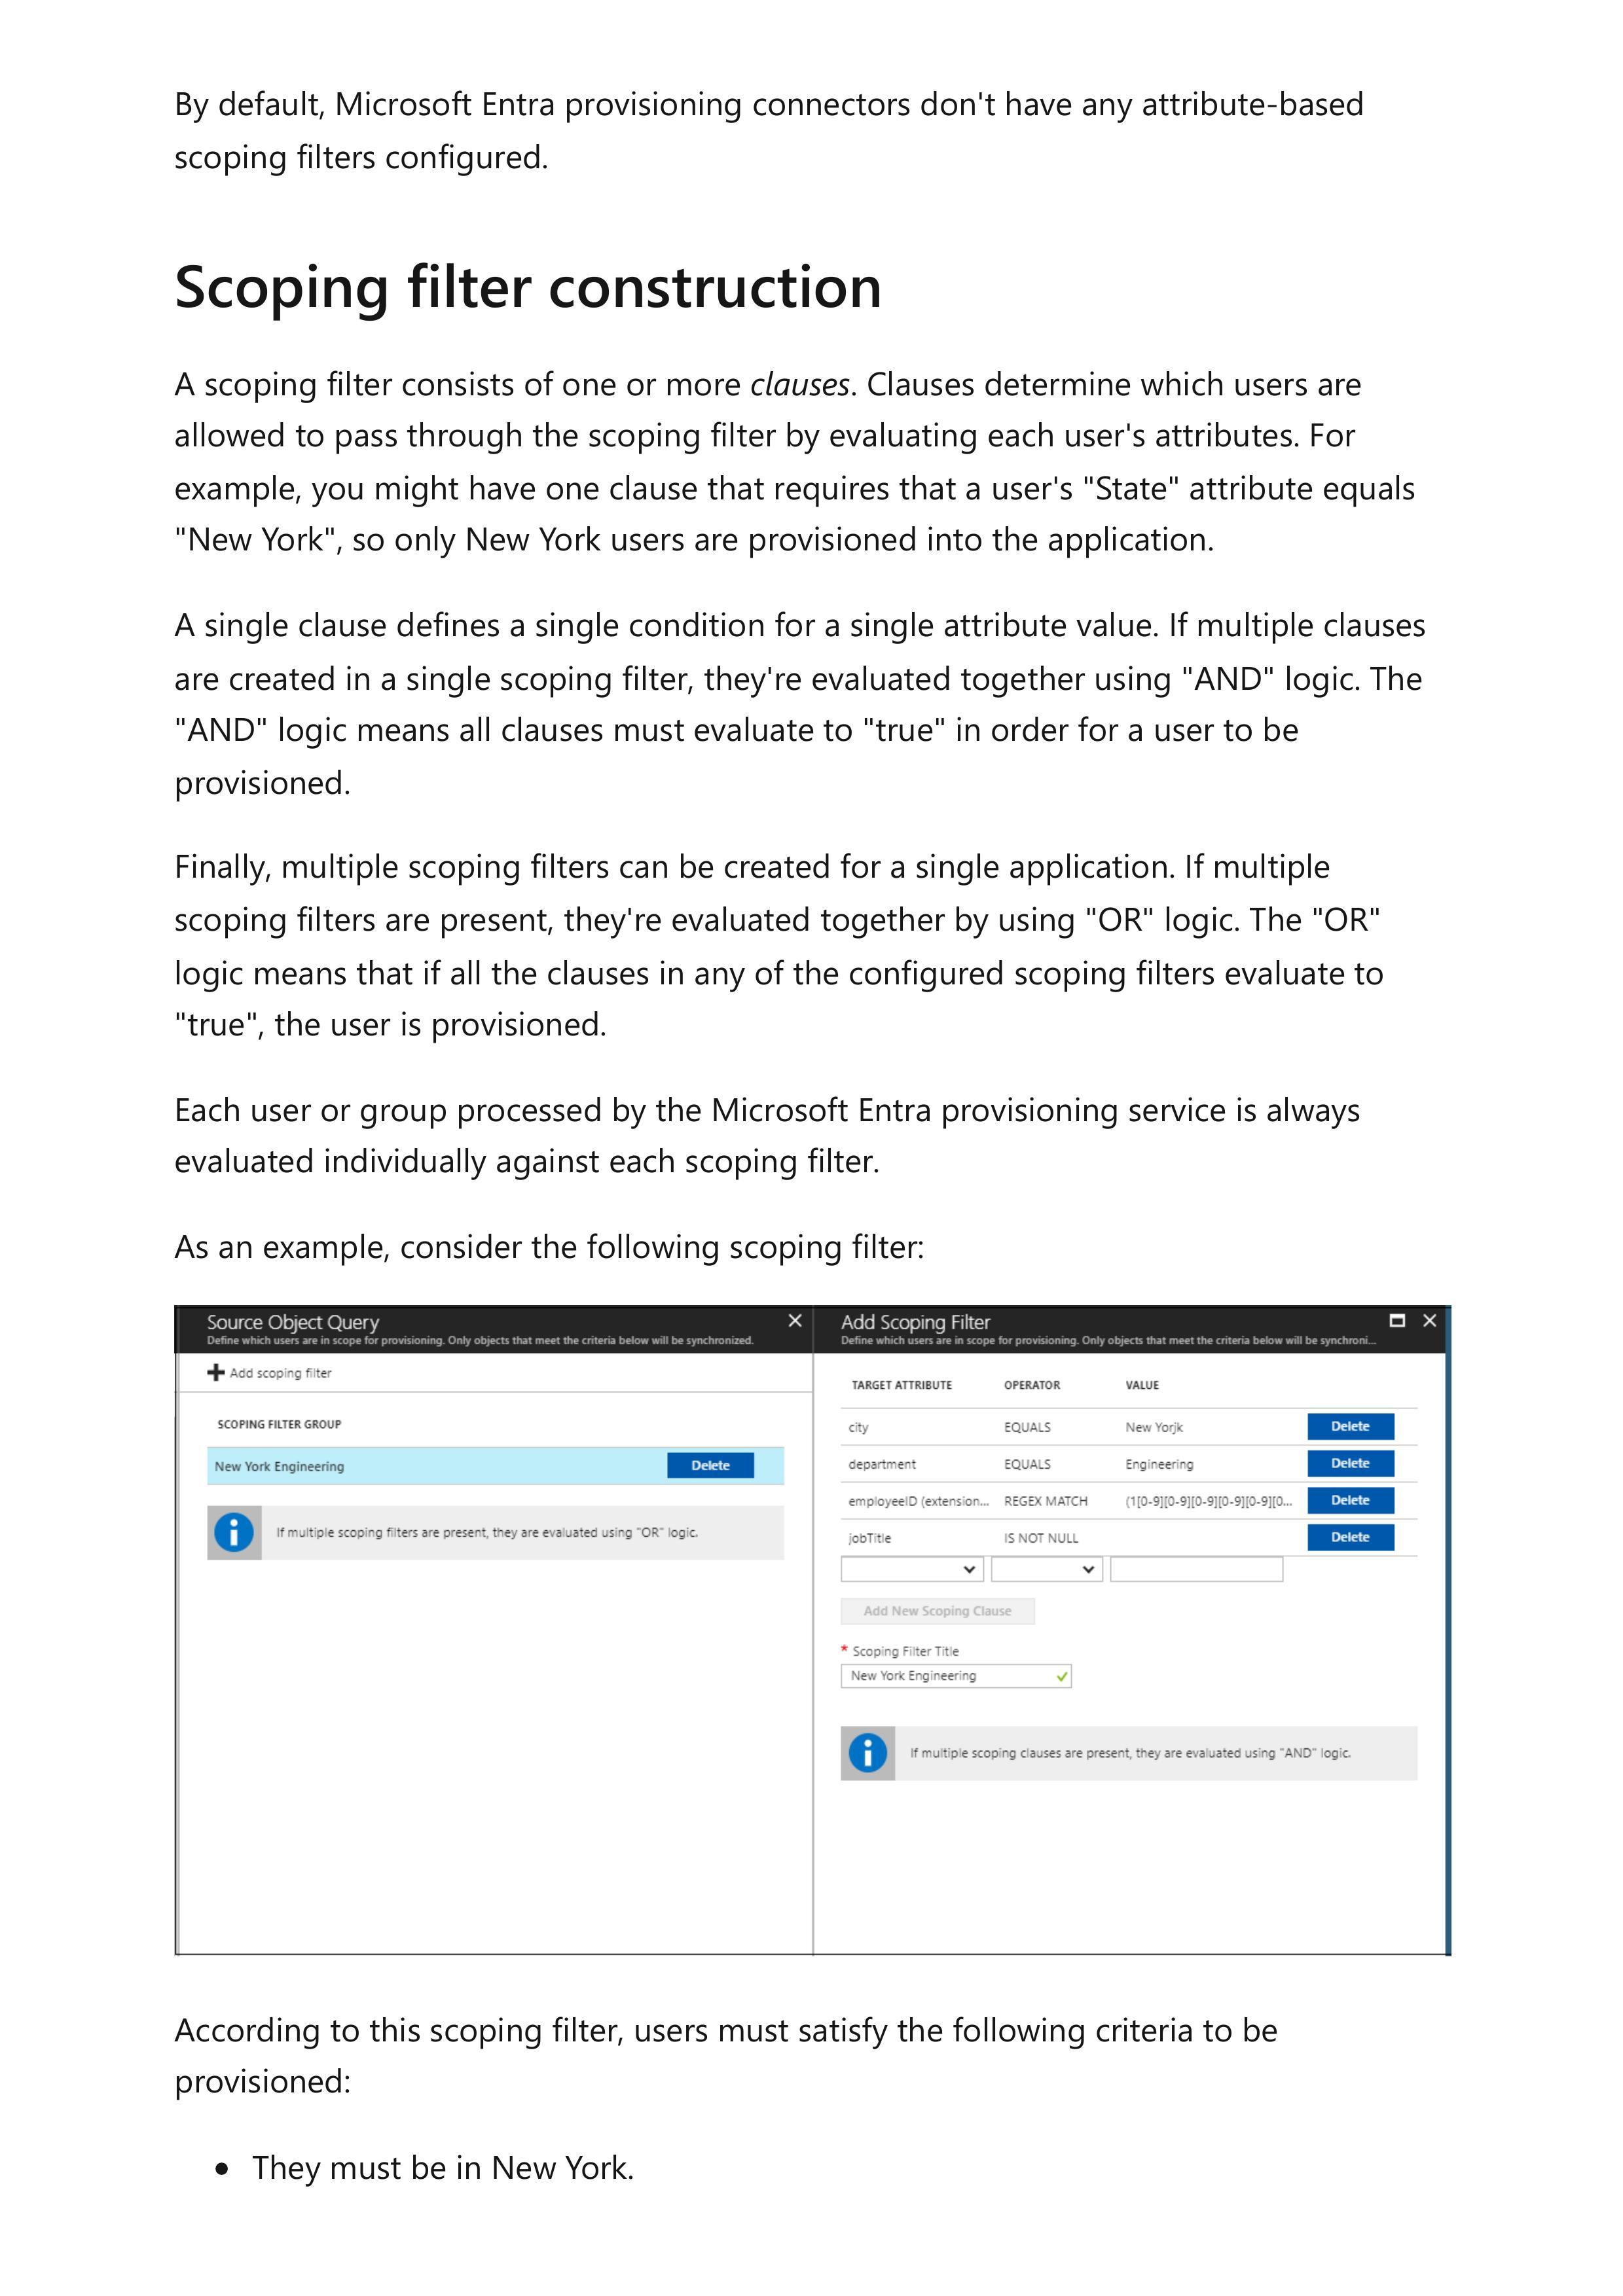 By default, Microsoft Entra provisioning connectors don't have any attribute-based
scoping filters configured.
Scoping filter construction
A scoping filter consists of one or more clauses. Clauses determine which users are
allowed to pass through the scoping filter by evaluating each user's attributes. For
example, you might have one clause that requires that a user's "State" attribute equals
"New York", so only New York users are provisioned into the application.
A single clause defines a single condition for a single attribute value. If multiple clauses
are created in a single scoping filter, they're evaluated together using "AND" logic. The
"AND" logic means all clauses must evaluate to "true" in order for a user to be
provisioned.
Finally, multiple scoping filters can be created for a single application. If multiple
scoping filters are present, they're evaluated together by using "OR" logic. The "OR"
logic means that if all the clauses in any of the configured scoping filters evaluate to
"true", the user is provisioned.
Each user or group processed by the Microsoft Entra provisioning service is always
evaluated individually against each scoping filter.
As an example, consider the following scoping filter:
Source Object Query
Define which users are in scope for provisioning. Only objects that meet the criteria below will be synchronized.
Add scoping filter
SCOPING FILTER GROUP
New York Engineering Delete
If multiple scoping filters are present, they are evaluated using "OR" logic.
Add Scoping Filter
Define which users are in scope for provisioning. Only objects that meet the criteria below will be synchroni...
TARGET ATTRIBUTE OPERATOR VALUE
city EQUALS New Yorjk Delete
department EQUALS Engineering Delete
employeeID (extension... REGEX MATCH (1[0-9][0-9][0-9][0-9][0-9][0... Delete
jobTitle IS NOT NULL Delete
Add New Scoping Clause
* Scoping Filter Title
New York Engineering
If multiple scoping clauses are present, they are evaluated using "AND" logic.
According to this scoping filter, users must satisfy the following criteria to be
provisioned:
• They must be in New York.